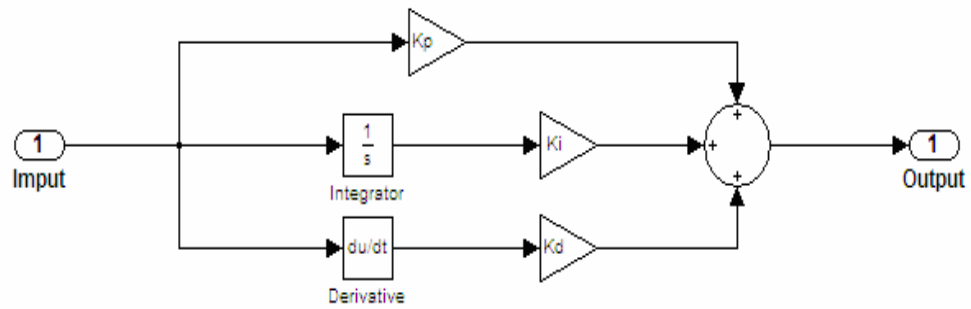 Kp
+
1
Imput
1
s
Integrator
Ki
+
+
1
Output
du/dt
Derivative
Kd